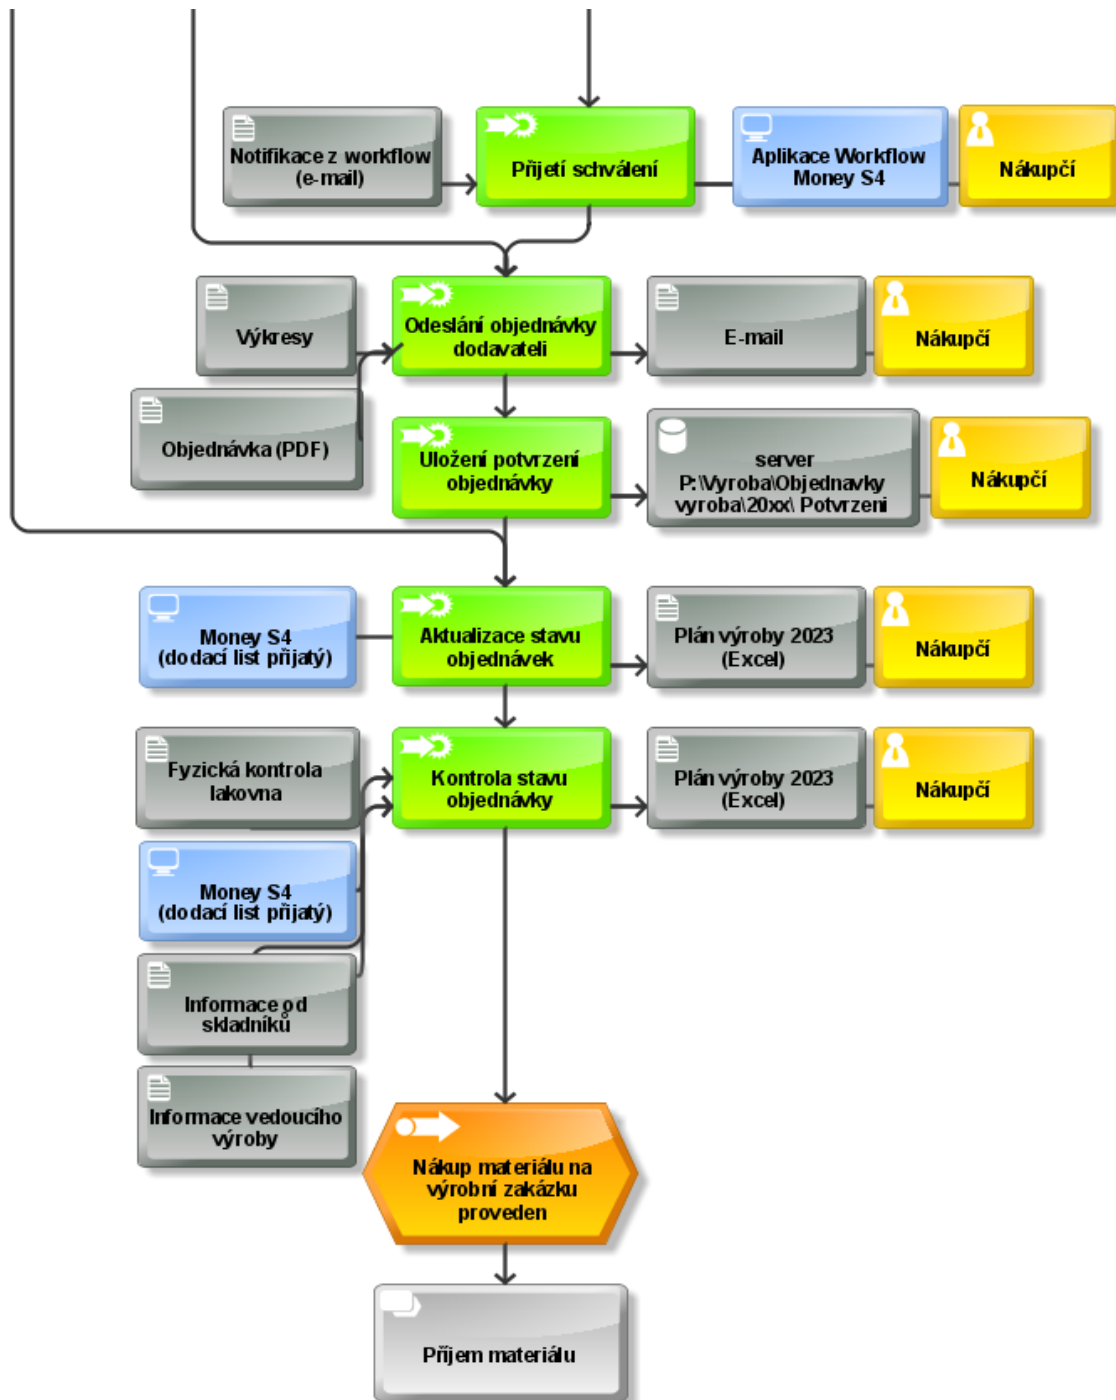 Notifikace z workflow
(e-mail)
Přijetí schválení
Aplikace Workflow
Money S4
Nákupčí
Výkresy
Odeslání objednávky
dodavateli
E-mail
Nákupčí
Objednávka (PDF)
Uložení potvrzení
objednávky
server
P:\Vyroba\Objednavky
vyroba\20xx\ Potvrzeni
Nákupčí
Money S4
(dodací list přijatý)
Aktualizace stavu
objednávek
Plán výroby 2023
(Excel)
Nákupčí
Fyzická kontrola
lakovna
Kontrola stavu
objednávky
Plán výroby 2023
(Excel)
Nákupčí
Money S4
(dodací list přijatý)
Informace od
skladníků
Informace vedoucího
výroby
Nákup materiálu na
výrobní zakázku
proveden
Příjem materiálu